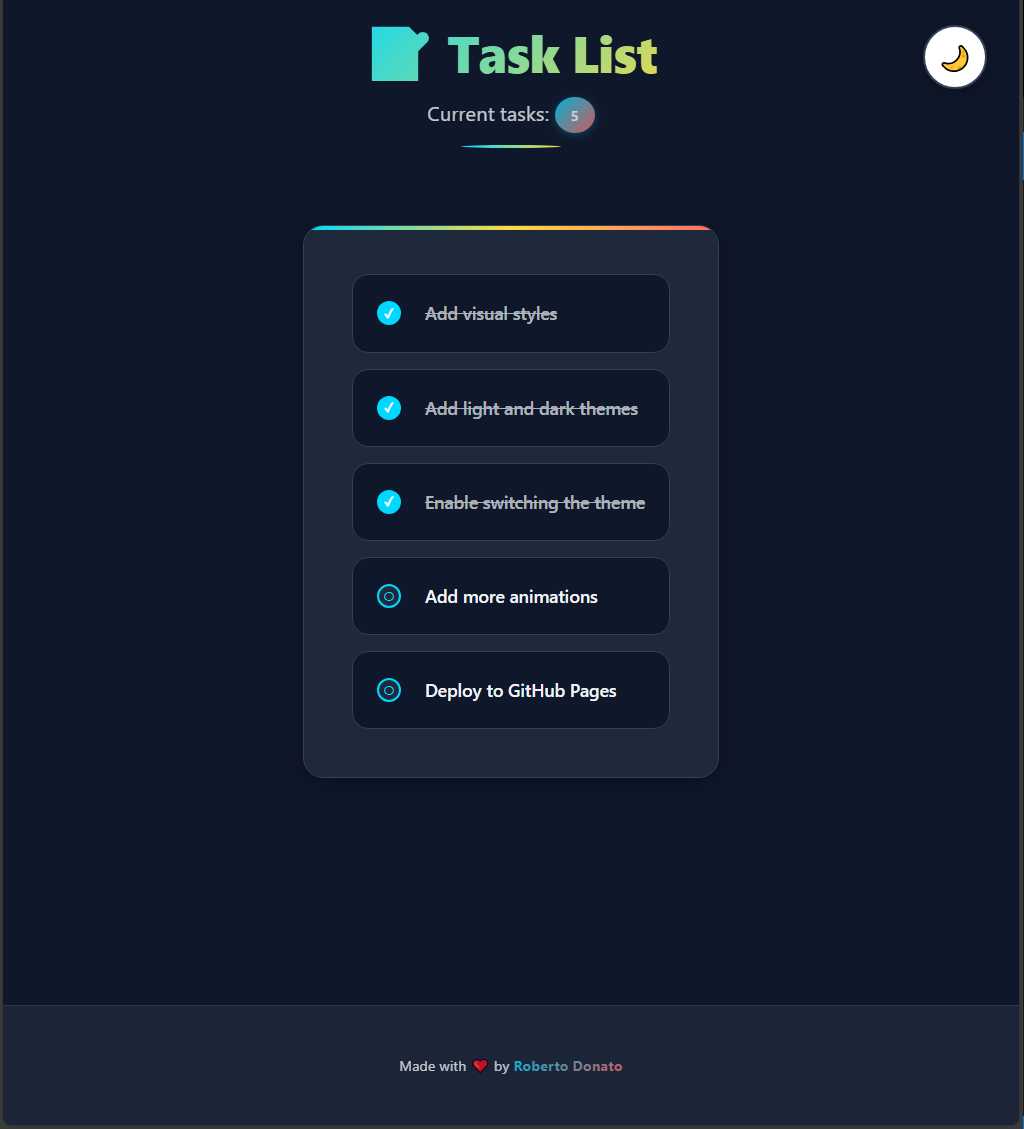 Task List
Current tasks: 5
Add visual styles
Add light and dark themes
Enable switching the theme
Add more animations
Deploy to GitHub Pages
Made with ❤️ by Roberto Donato